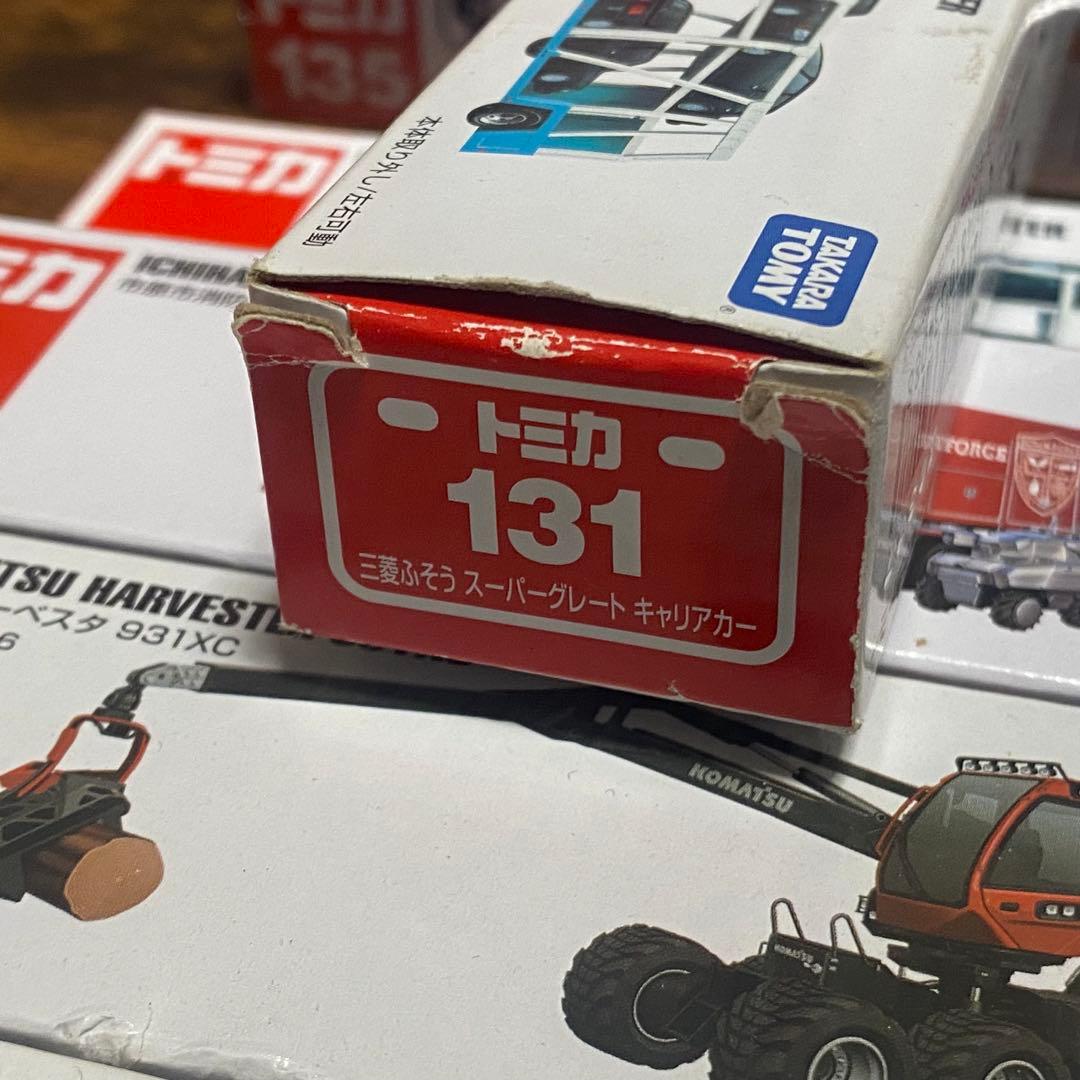 トミカ
135
トミカ
トミカ
ICHIHA
市原市消防
本体取り外し/左右可動
TAKARA
TOMY
®
トミカ
131
三菱ふそう スーパーグレート キャリアカー
FORCE
TSU HARVESTE
ーベスタ 931XC
6
KOMATSU